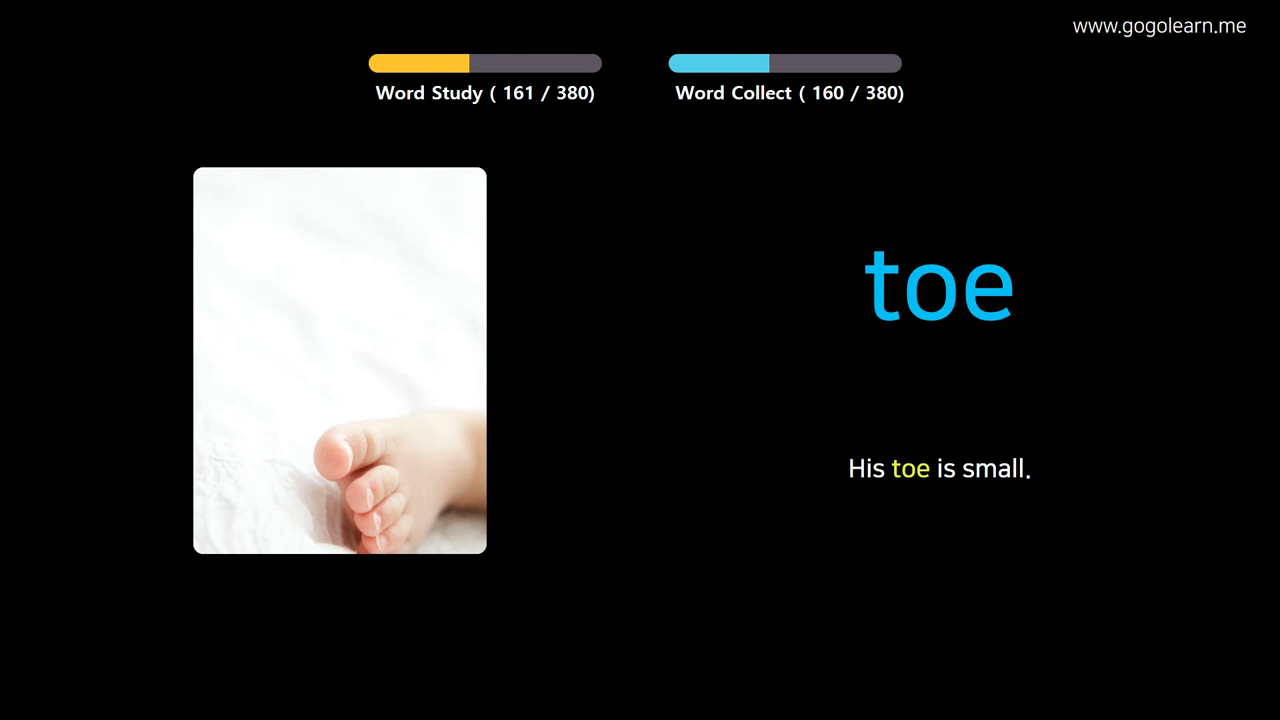 www.gogolearn.me
Word Study ( 161 / 380)
Word Collect ( 160 / 380)
toe
His toe is small.